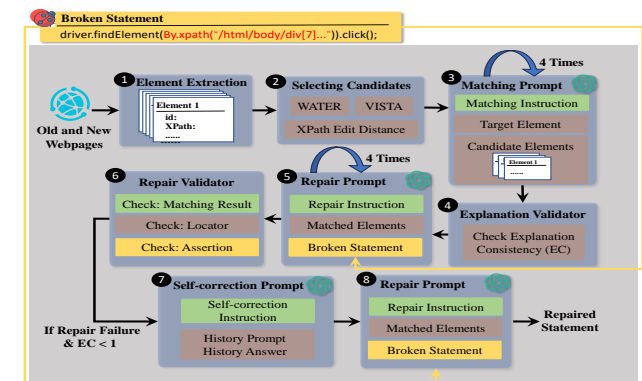 Broken Statement
driver.findElement(By.xpath("/html/body/div[7]...")).click();
Old and New
Webpages
1
Element Extraction
Element 1
id:
XPath:
......
......
2
Selecting Candidates
WATER
VISTA
XPath Edit Distance
4 Times
3
Matching Prompt
Matching Instruction
Target Element
Candidate Elements
Element 1
......
4
Explanation Validator
Check Explanation
Consistency (EC)
4 Times
5
Repair Prompt
Repair Instruction
Matched Elements
Broken Statement
6
Repair Validator
Check: Matching Result
Check: Locator
Check: Assertion
If Repair Failure
& EC < 1
7
Self-correction Prompt
Self-correction
Instruction
History Prompt
History Answer
8
Repair Prompt
Repair Instruction
Matched Elements
Broken Statement
Repaired
Statement